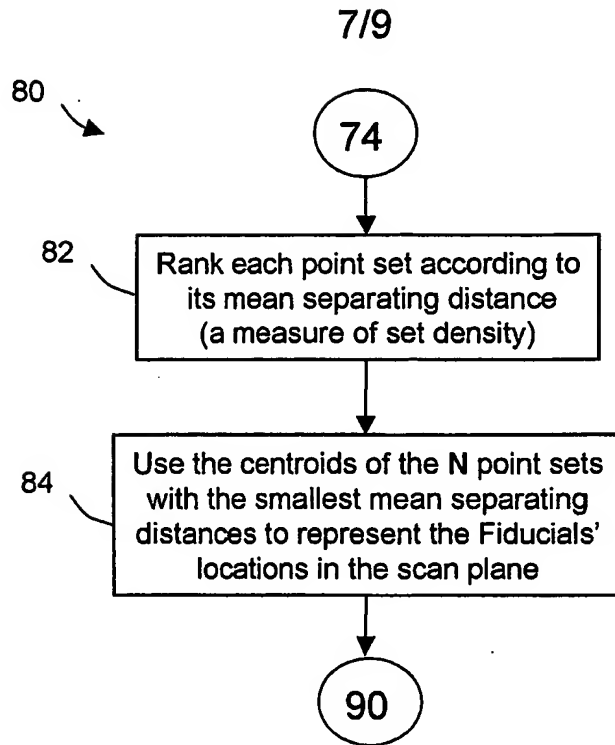 7/9
80
74
82
Rank each point set according to
its mean separating distance
(a measure of set density)
84
Use the centroids of the N point sets
with the smallest mean separating
distances to represent the Fiducials'
locations in the scan plane
90